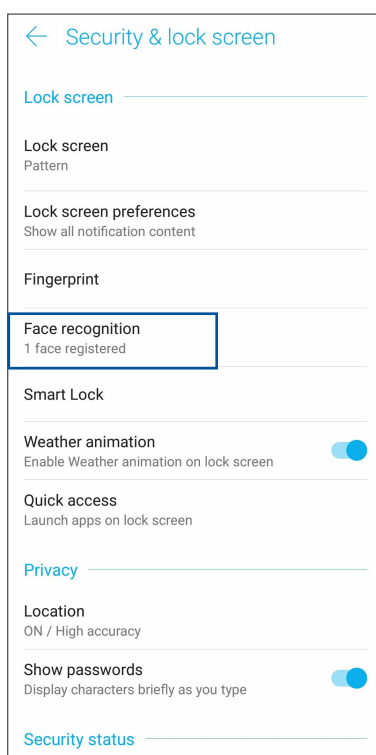 Security & lock screen
Lock screen
Lock screen
Pattern
Lock screen preferences
Show all notification content
Fingerprint
Face recognition
1 face registered
Smart Lock
Weather animation
Enable Weather animation on lock screen
Quick access
Launch apps on lock screen
Privacy
Location
ON / High accuracy
Show passwords
Display characters briefly as you type
Security status